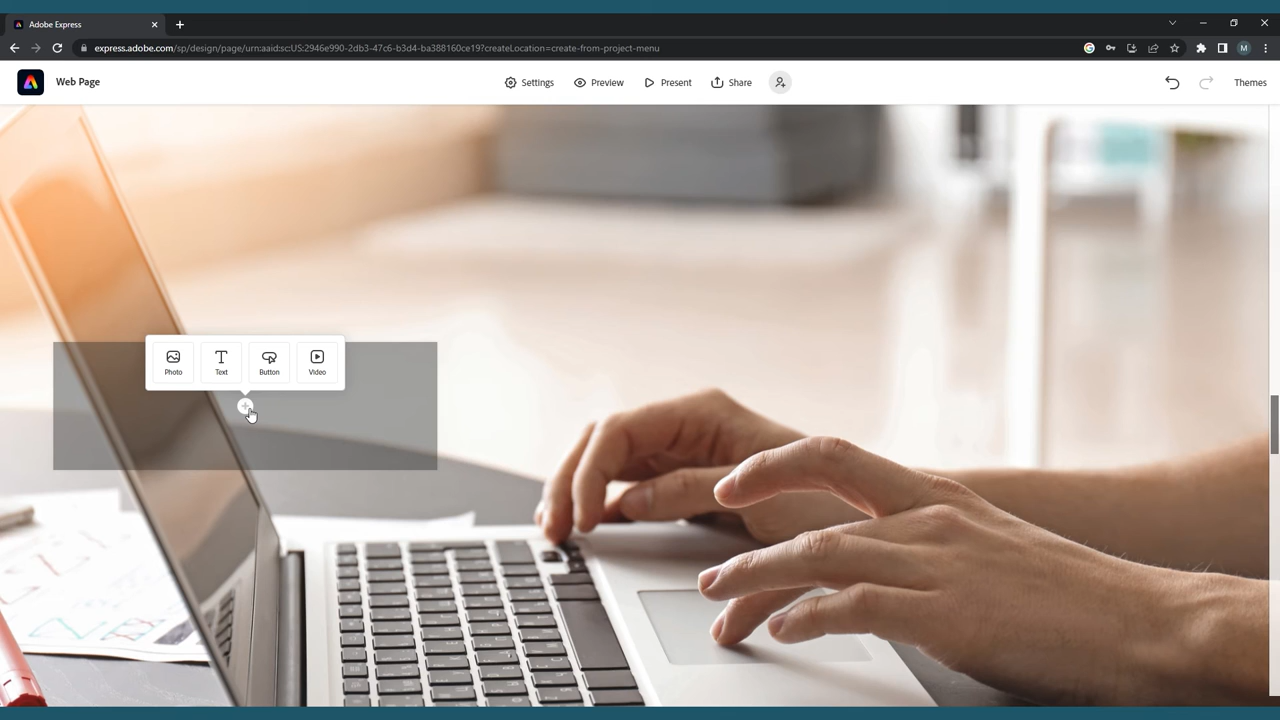 Adobe Express
express.adobe.com/sp/design/page/urn:aaid:sc:US:2946e990-2db3-47c6-b3d4-ba388160ce19?createLocation=create-from-project-menu
M
Web Page
Settings
Preview
Present
Share
Themes
Photo
Text
Button
Video